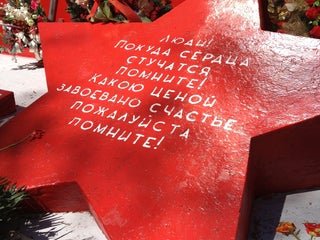 ЛЮДИ!
ПОКУДА СЕРДЦА
СТУЧАТСЯ
ПОМНИТЕ!
КАКОЮ ЦЕНОЙ
ЗАВОЕВАНО СЧАСТЬЕ
ПОЖАЛУЙСТА
ПОМНИТЕ!